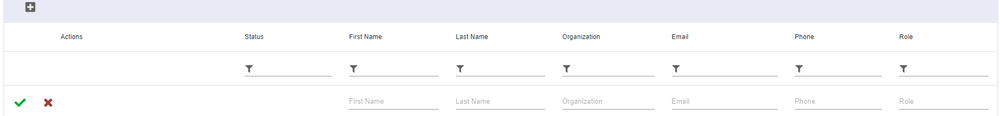 Actions Status First Name Last Name Organization Email Phone Role
First Name Last Name Organization Email Phone Role